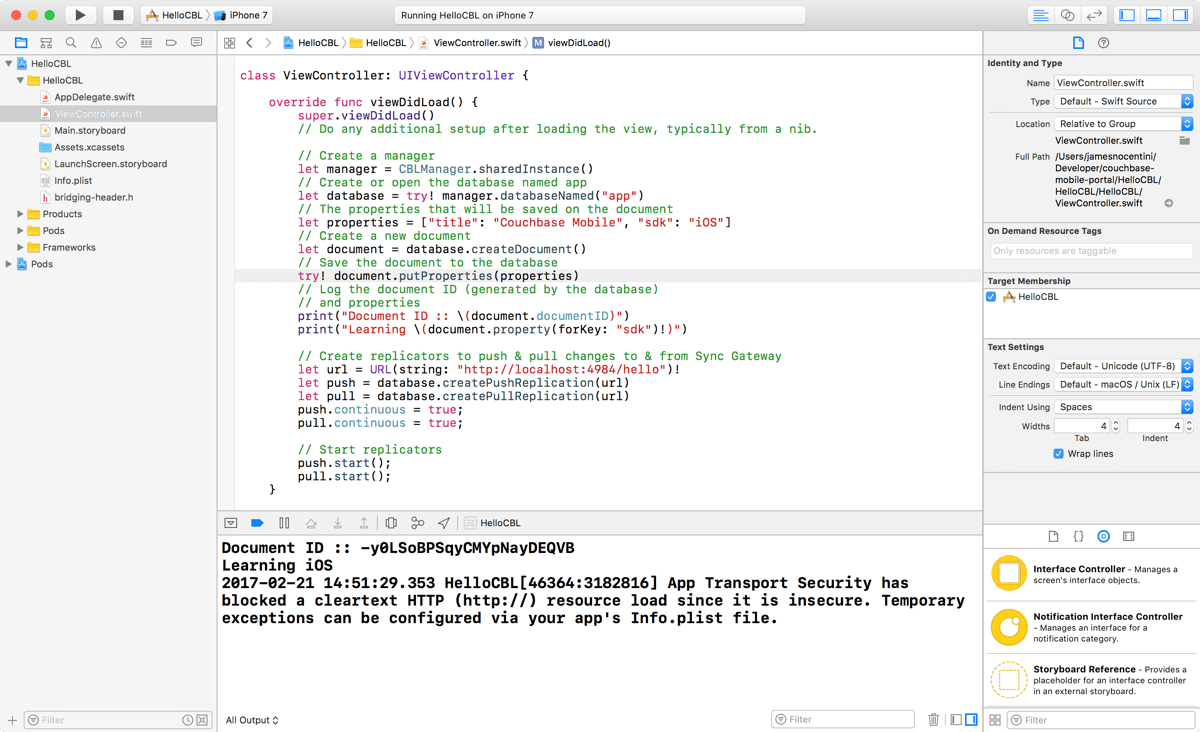 HelloCBL
iPhone 7
Running HelloCBL on iPhone 7
HelloCBL
HelloCBL
ViewController.swift
M
viewDidLoad()
HelloCBL
HelloCBL
AppDelegate.swift
ViewController.swift
Main.storyboard
Assets.xcassets
LaunchScreen.storyboard
Info.plist
h
bridging-header.h
Products
Pods
Frameworks
Pods
Filter
class ViewController: UIViewController {
override func viewDidLoad() {
super.viewDidLoad()
// Do any additional setup after loading the view, typically from a nib.
// Create a manager
let manager = CBLManager.sharedInstance()
// Create or open the database named app
let database = try! manager.databaseNamed("app")
// The properties that will be saved on the document
let properties = ["title": "Couchbase Mobile", "sdk": "iOS"]
// Create a new document
let document = database.createDocument()
// Save the document to the database
try! document.putProperties(properties)
// Log the document ID (generated by the database)
// and properties
print("Document ID :: \(document.documentID)")
print("Learning \(document.property(forKey: "sdk")!)")
// Create replicators to push & pull changes to & from Sync Gateway
let url = URL(string: "http://localhost:4984/hello")!
let push = database.createPushReplication(url)
let pull = database.createPullReplication(url)
push.continuous = true;
pull.continuous = true;
// Start replicators
push.start();
pull.start();
}
HelloCBL
Document ID :: -y0LSoBPSqyCMYpNayDEQVB
Learning iOS
2017-02-21 14:51:29.353 HelloCBL[46364:3182816] App Transport Security has
blocked a cleartext HTTP (http://) resource load since it is insecure. Temporary
exceptions can be configured via your app's Info.plist file.
All Output
Filter
Identity and Type
Name ViewController.swift
Type Default - Swift Source
Location Relative to Group
ViewController.swift
Full Path /Users/jamesnocentini/
Developer/couchbase-
mobile-portal/HelloCBL/
HelloCBL/HelloCBL/
ViewController.swift
On Demand Resource Tags
Only resources are taggable
Target Membership
HelloCBL
Text Settings
Text Encoding Default - Unicode (UTF-8)
Line Endings Default - macOS / Unix (LF)
Indent Using Spaces
Widths 4 4
Tab Indent
Wrap lines
{}
Interface Controller - Manages a
screen's interface objects.
Notification Interface Controller
- Manages an interface for a
notification category.
Storyboard Reference - Provides a
placeholder for an interface controller
in an external storyboard.
Filter